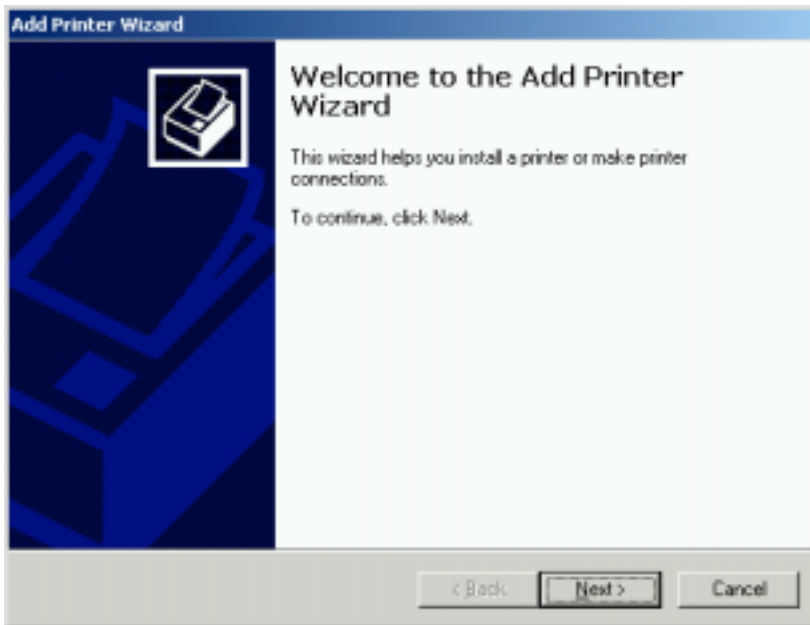 Add Printer Wizard
Welcome to the Add Printer
Wizard
This wizard helps you install a printer or make printer
connections.
To continue, click Next.
< Back
Next >
Cancel